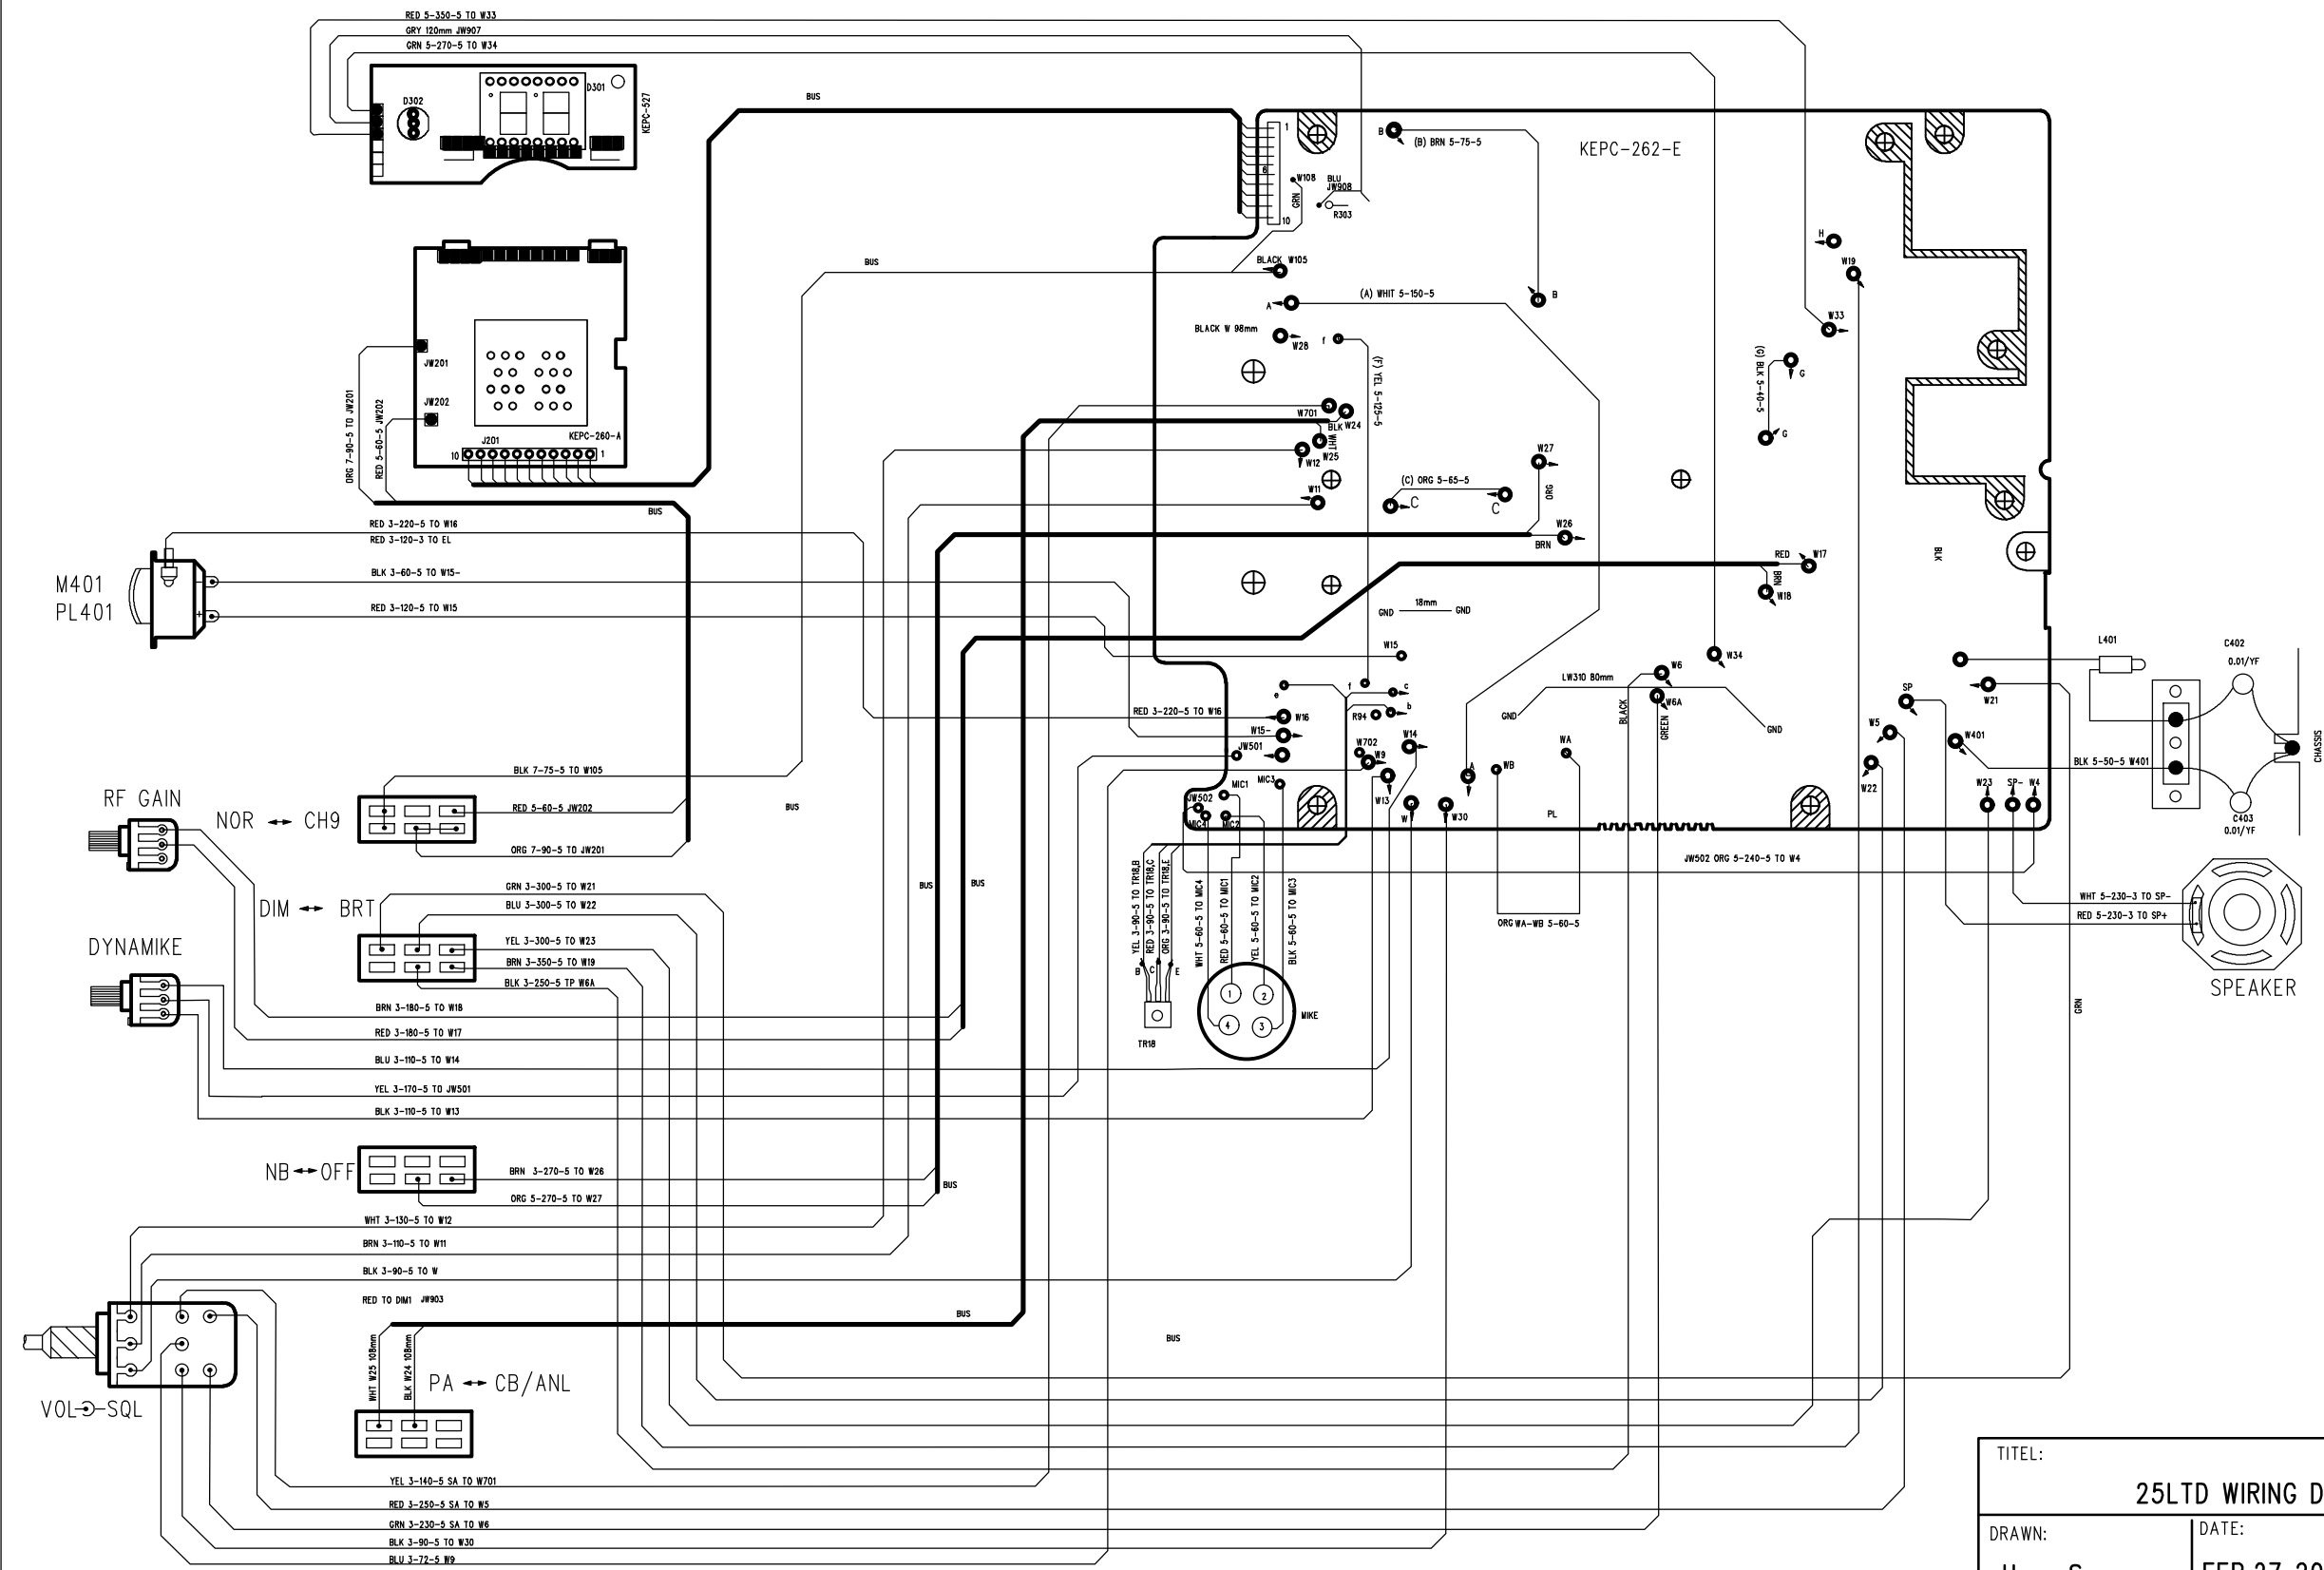 RED 5-350-5 TO W33
GRY 120mm JW907
GRN 5-270-5 TO W34
D302
D301
KEPC-527
BUS
1
6
10
W108
GRN
BLU
JW908
R303
B
(B) BRN 5-75-5
KEPC-262-E
H
W19
BUS
BLACK W105
A
(A) WHIT 5-150-5
B
BLACK W 98mm
W28
f
(F) YEL 5-125-5
W33
(G) BLK 5-40-5
G
G
JW201
JW202
J201
KEPC-260-A
10
1
ORG 7-90-5 TO JW201
RED 5-60-5 JW202
BUS
W701
BLK W24
WHT
W25
W12
W11
(C) ORG 5-65-5
C
C
W27
ORG
W26
BRN
RED
W17
BRN
W18
BLK
RED 3-220-5 TO W16
RED 3-120-3 TO EL
BLK 3-60-5 TO W15-
RED 3-120-5 TO W15
M401
PL401
+
GND
18mm
GND
W15
W34
W6
W6A
BLACK
GREEN
LW310 80mm
GND
GND
e
f
c
b
R94
RED 3-220-5 TO W16
W16
W15-
JW501
W702
W9
W14
W13
A
WA
WB
PL
W
W30
MIC1
MIC3
JW502
MIC4
MIC2
SP
W5
W22
W21
W401
W23
SP-
W4
L401
C402
0.01/YF
C403
0.01/YF
CHASSIS
BLK 5-50-5 W401
JW502 ORG 5-240-5 TO W4
ORG WA-WB 5-60-5
WHT 5-230-3 TO SP-
RED 5-230-3 TO SP+
SPEAKER
GRN
BLK 7-75-5 TO W105
RED 5-60-5 JW202
ORG 7-90-5 TO JW201
BUS
RF GAIN
NOR ↔ CH9
DIM ↔ BRT
DYNAMIKE
GRN 3-300-5 TO W21
BLU 3-300-5 TO W22
YEL 3-300-5 TO W23
BRN 3-350-5 TO W19
BLK 3-250-5 TP W6A
BUS
BUS
YEL 3-90-5 TO TR18,B
RED 3-90-5 TO TR18,C
ORG 3-90-5 TO TR18,E
WHT 5-60-5 TO MIC4
RED 5-60-5 TO MIC1
YEL 5-60-5 TO MIC2
BLK 5-60-5 TO MIC3
B
C
E
TR18
1
2
4
3
MIKE
BRN 3-180-5 TO W18
RED 3-180-5 TO W17
BLU 3-110-5 TO W14
YEL 3-170-5 TO JW501
BLK 3-110-5 TO W13
NB ↔ OFF
BRN 3-270-5 TO W26
ORG 5-270-5 TO W27
BUS
WHT 3-130-5 TO W12
BRN 3-110-5 TO W11
BLK 3-90-5 TO W
RED TO DIM1 JW903
BUS
BUS
WHT W25 108mm
BLK W24 108mm
PA ↔ CB/ANL
VOL SQL
YEL 3-140-5 SA TO W701
RED 3-250-5 SA TO W5
GRN 3-230-5 SA TO W6
BLK 3-90-5 TO W30
BLU 3-72-5 W9
TITEL:
25LTD WIRING D
DRAWN:
DATE: